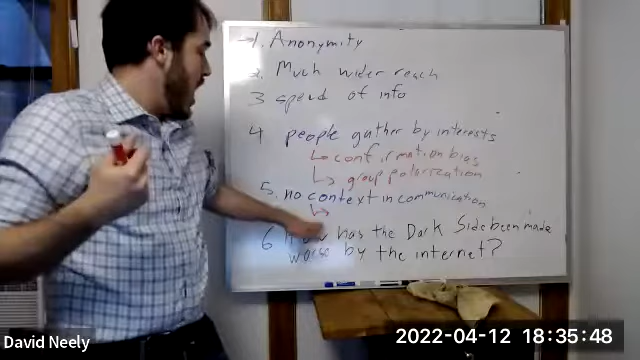 1. Anonymity
2. Much wider reach
3 speed of info
4 people gather by interests
↳ confirmation bias
↳ group polarization
5. no context in communication
↳
6 How has the Dark Side been made
worse by the internet?
David Neely
2022-04-12 18:35:48